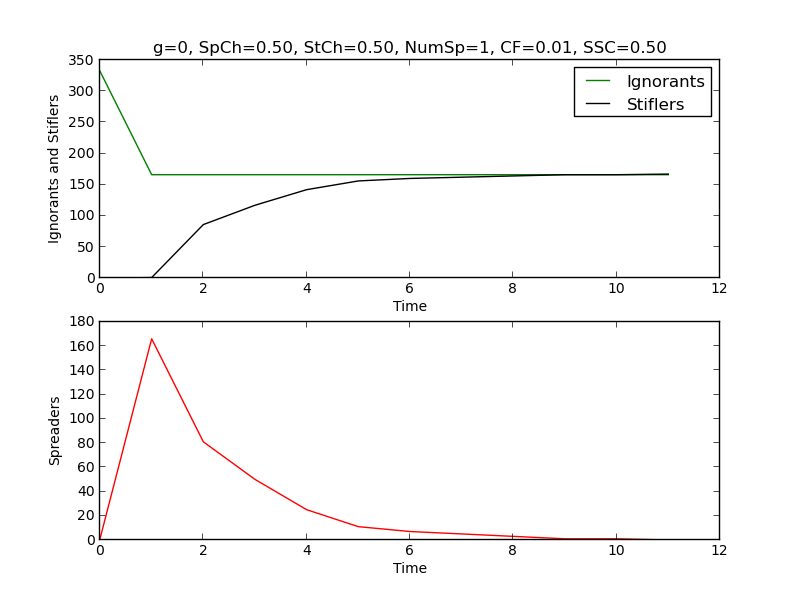 g=0, SpCh=0.50, StCh=0.50, NumSp=1, CF=0.01, SSC=0.50
350
300
250
200
150
100
50
0
Ignorants and Stiflers
Ignorants
Stiflers
0 2 4 6 8 10 12
Time
180
160
140
120
100
80
60
40
20
0
Spreaders
0 2 4 6 8 10 12
Time